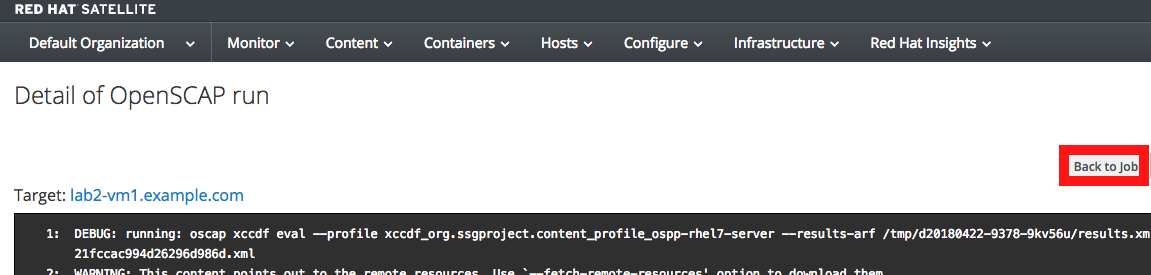 RED HAT SATELLITE
Default Organization Monitor Content Containers Hosts Configure Infrastructure Red Hat Insights
Detail of OpenSCAP run
Back to Job
Target: lab2-vm1.example.com
1: DEBUG: running: oscap xccdf eval --profile xccdf_org.ssgproject.content_profile_ospp-rhel7-server --results-arf /tmp/d20180422-9378-9kv56u/results.xm
21fccac994d26296d986d.xml
2: WARNING: This content points out to the remote resources. Use `--fetch-remote-resources' option to download them